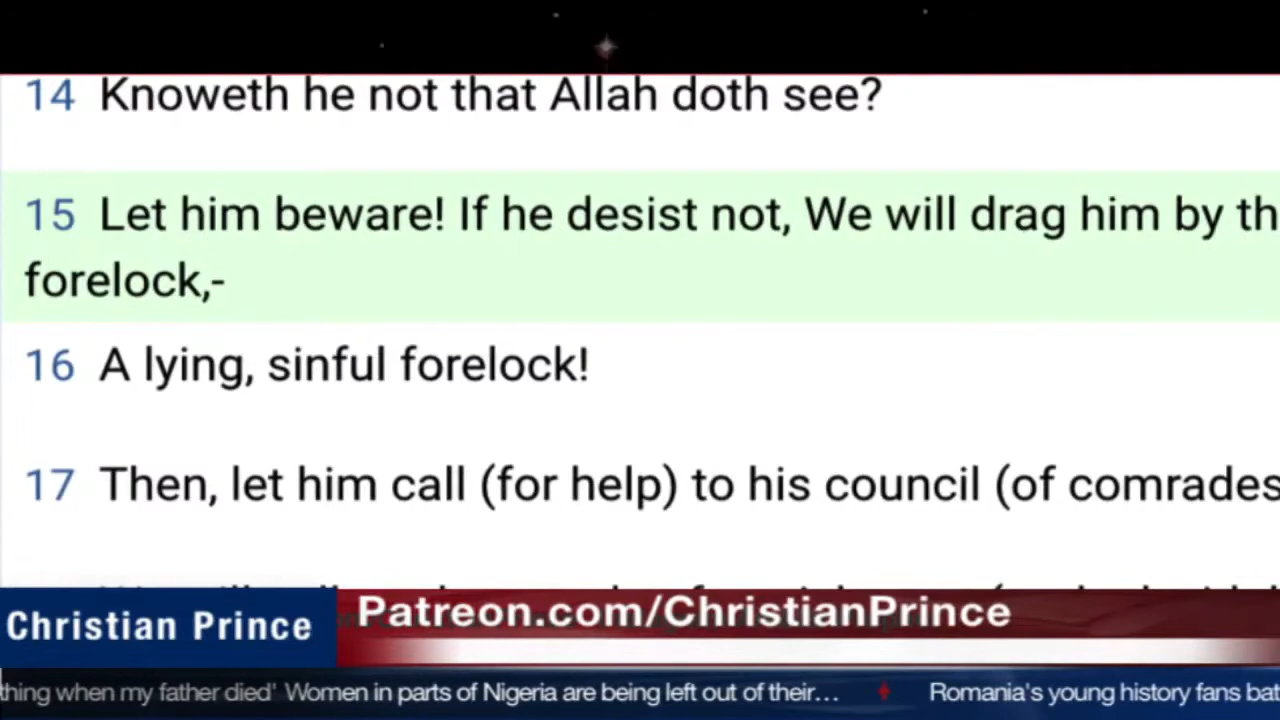 14 Knoweth he not that Allah doth see?
15 Let him beware! If he desist not, We will drag him by th
forelock,-
16 A lying, sinful forelock!
17 Then, let him call (for help) to his council (of comrades
Christian Prince
Patreon.com/ChristianPrince
thing when my father died' Women in parts of Nigeria are being left out of their... Romania's young history fans bat